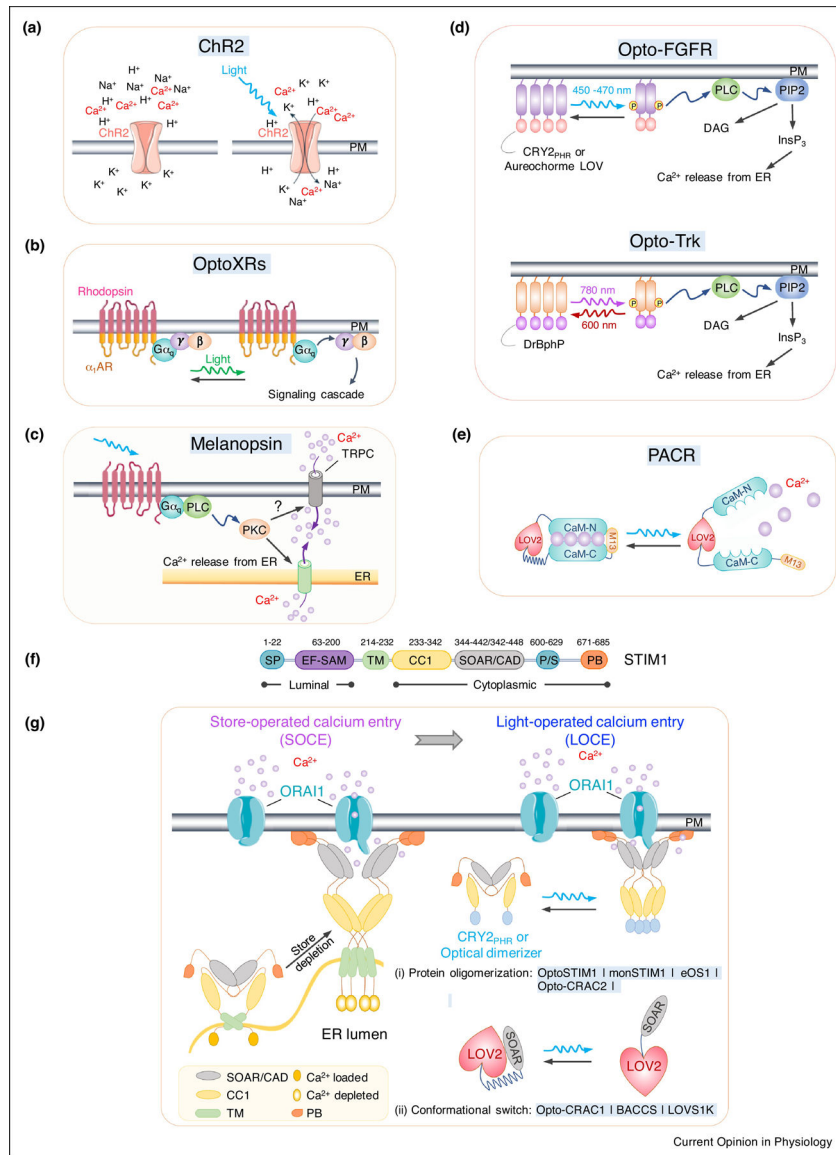 (a)
ChR2
H⁺
K⁺
Na⁺
Na⁺
Ca²⁺
Na⁺
Ca²⁺
H⁺
Ca²⁺
Ca²⁺
H⁺
H⁺
ChR2
K⁺
K⁺
K⁺
K⁺
Light
Ca²⁺
K⁺
K⁺
K⁺
H⁺
Ca²⁺
Ca²⁺
H⁺
ChR2
H⁺
PM
H⁺
K⁺
K⁺
Na⁺
Ca²⁺
Na⁺
(b)
OptoXRs
Rhodopsin
PM
Gαq
γ
β
Gαq
γ
β
α₁AR
Light
Signaling cascade
(c)
Melanopsin
Ca²⁺
TRPC
PM
Gαq
PLC
?
PKC
Ca²⁺ release from ER
ER
Ca²⁺
(d)
Opto-FGFR
PM
450 -470 nm
P
P
PLC
PIP2
DAG
CRY2PHR or
Aureochorme LOV
InsP₃
Ca²⁺ release from ER
Opto-Trk
PM
780 nm
600 nm
P
P
PLC
PIP2
DAG
DrBphP
InsP₃
Ca²⁺ release from ER
(e)
PACR
CaM-N
LOV2
M13
CaM-C
CaM-N
Ca²⁺
LOV2
CaM-C
M13
(f)
1-22
63-200
214-232
233-342
344-442/342-448
600-629
671-685
SP
EF-SAM
TM
CC1
SOAR/CAD
P/S
PB
STIM1
Luminal
Cytoplasmic
(g)
Store-operated calcium entry
(SOCE)
Light-operated calcium entry
(LOCE)
Ca²⁺
Ca²⁺
ORAI1
ORAI1
PM
Store
depletion
ER lumen
CRY2PHR or
Optical dimerizer
(i) Protein oligomerization: OptoSTIM1 I monSTIM1 I eOS1 I
Opto-CRAC2 I
LOV2
SOAR
SOAR
LOV2
(ii) Conformational switch: Opto-CRAC1 I BACCS I LOVS1K
SOAR/CAD
Ca²⁺ loaded
CC1
Ca²⁺ depleted
TM
PB
Current Opinion in Physiology